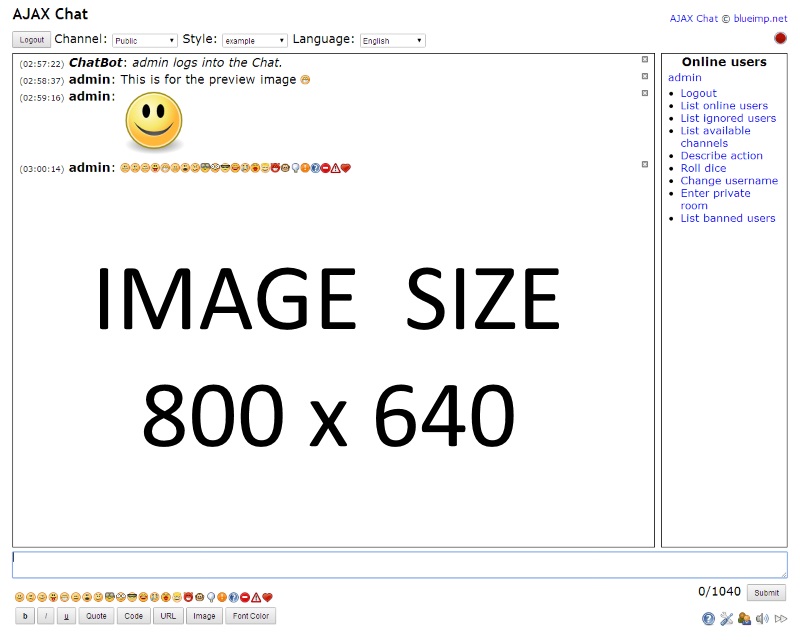 AJAX Chat
AJAX Chat © blueimp.net
Logout Channel: Public Style: example Language: English
(02:57:22) ChatBot: admin logs into the Chat.
(02:58:37) admin: This is for the preview image
(02:59:16) admin:
(03:00:14) admin:
IMAGE SIZE
800 x 640
Online users
admin
Logout
List online users
List ignored users
List available
channels
Describe action
Roll dice
Change username
Enter private
room
List banned users
0/1040 Submit
b i u Quote Code URL Image Font Color